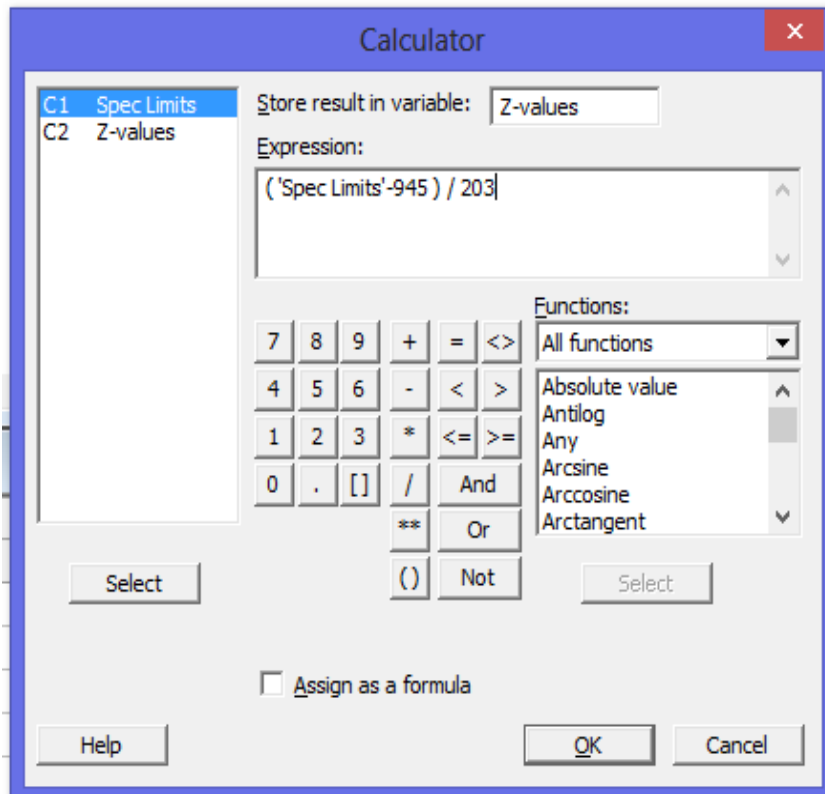 Calculator
x
C1 Spec Limits
C2 Z-values
Store result in variable: Z-values
Expression:
( 'Spec Limits'-945 ) / 203
Functions:
All functions
7 8 9 + = <>
4 5 6 - < >
1 2 3 * <= >=
0 . [] / And
** Or
() Not
Absolute value
Antilog
Any
Arcsine
Arccosine
Arctangent
Select
Select
Assign as a formula
Help
OK
Cancel